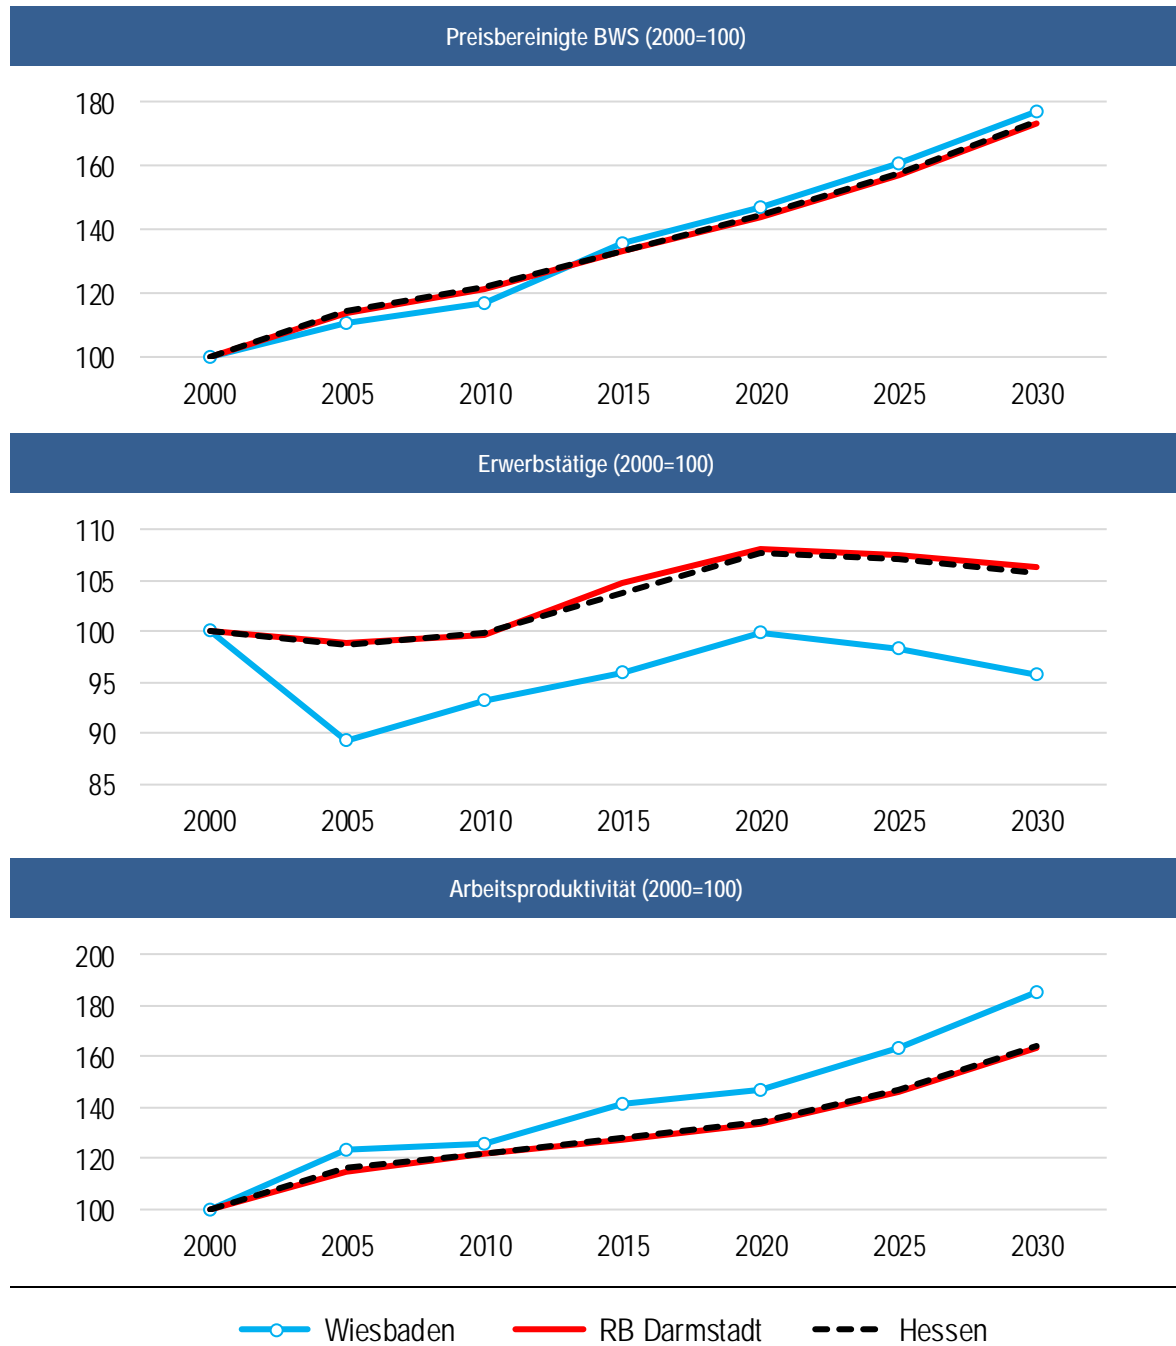 Preisbereinigte BWS (2000=100)
180
160
140
120
100
2000 2005 2010 2015 2020 2025 2030
Erwerbstätige (2000=100)
110
105
100
95
90
85
2000 2005 2010 2015 2020 2025 2030
Arbeitsproduktivität (2000=100)
200
180
160
140
120
100
2000 2005 2010 2015 2020 2025 2030
Wiesbaden RB Darmstadt Hessen